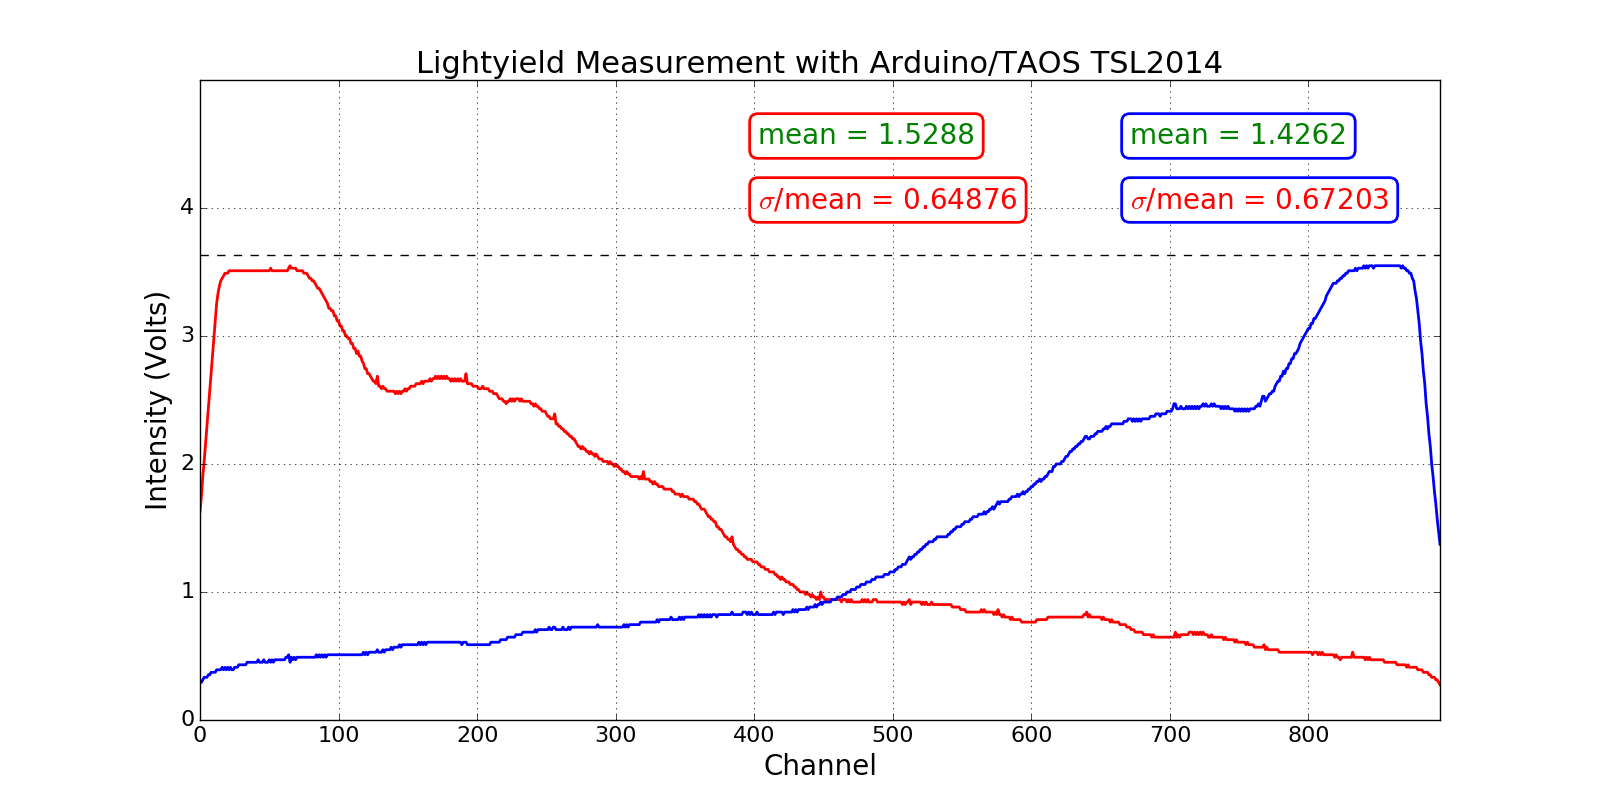 Lightyield Measurement with Arduino/TAOS TSL2014
mean = 1.5288
mean = 1.4262
σ/mean = 0.64876
σ/mean = 0.67203
Intensity (Volts)
4
3
2
1
0
0 100 200 300 400 500 600 700 800
Channel